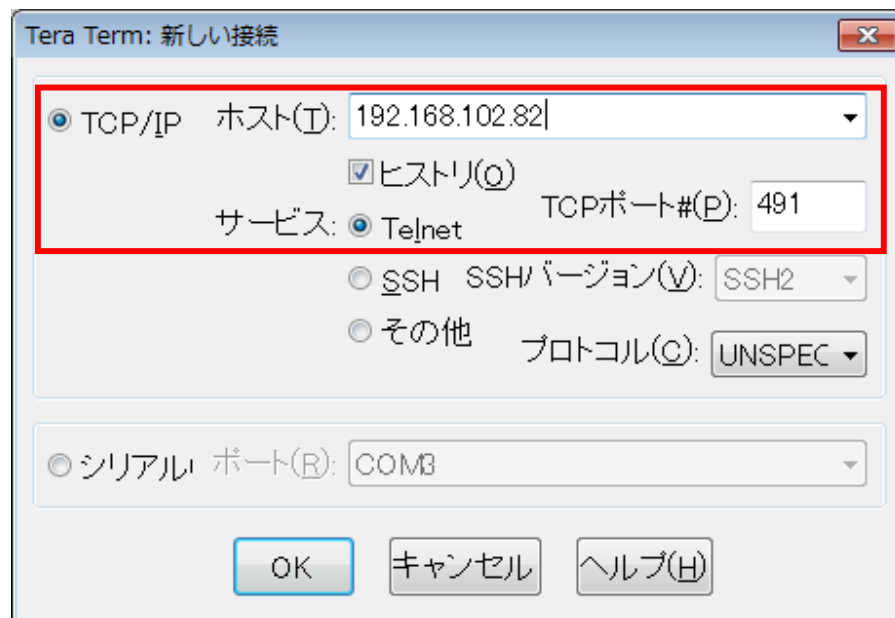 Tera Term: 新しい接続
TCP/IP ホスト(T): 192.168.102.82
ヒストリ(O)
サービス: Telnet TCPポート#(P): 491
SSH SSHバージョン(V): SSH2
その他 プロトコル(C): UNSPEC
シリアル ポート(R): COM3
OK キャンセル ヘルプ(H)